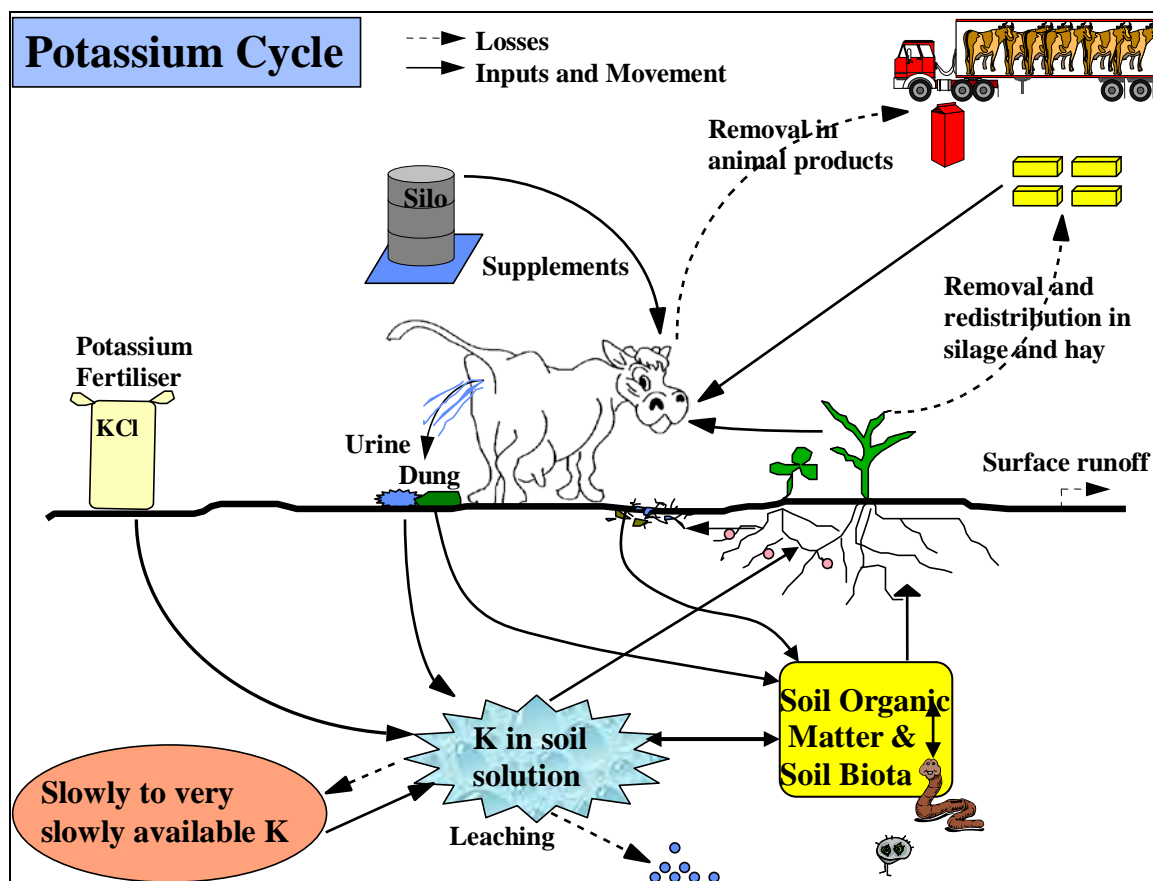 Potassium Cycle
Losses
Inputs and Movement
Removal in
animal products
Silo
Supplements
Removal and
redistribution in
silage and hay
Potassium
Fertiliser
KCl
Urine
Dung
Surface runoff
Soil Organic
Matter &
Soil Biota
K in soil
solution
Slowly to very
slowly available K
Leaching